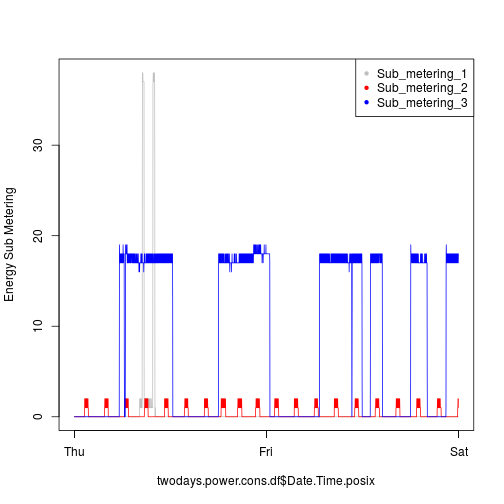 Sub_metering_1
Sub_metering_2
Sub_metering_3
Energy Sub Metering
30
20
10
0
Thu Fri Sat
twodays.power.cons.df$Date.Time.posix